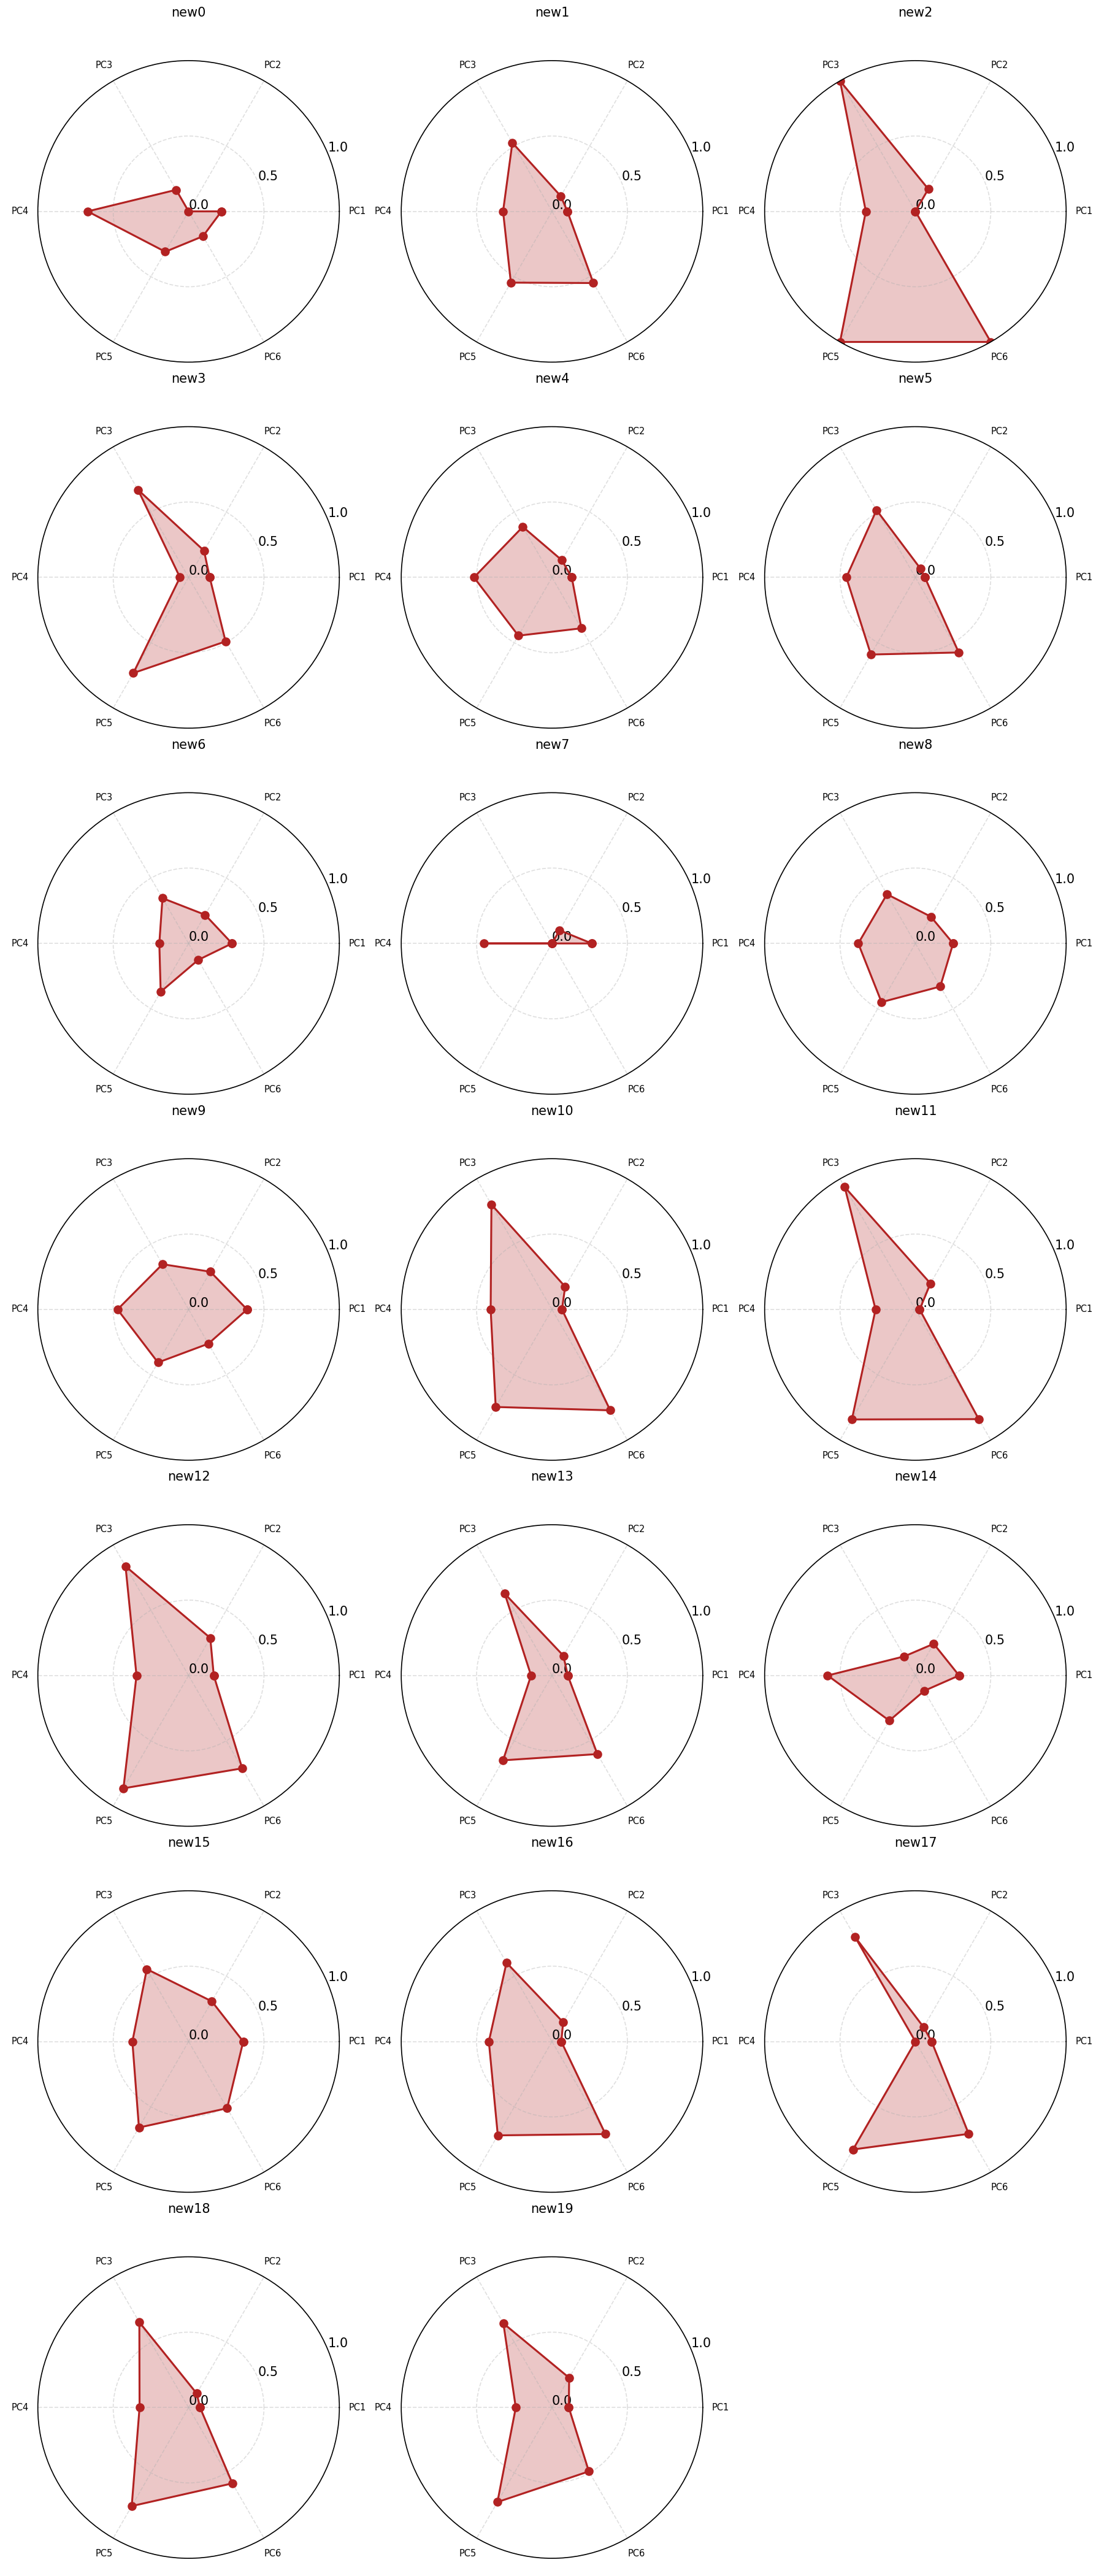 new0 new1 new2
PC3 PC2 PC3 PC2 PC3 PC2
1.0 1.0 1.0
0.5 0.5 0.5
PC4 0.0 PC1 PC4 0.0 PC1 PC4 0.0 PC1
PC5 PC6 PC5 PC6 PC5 PC6
new3 new4 new5
PC3 PC2 PC3 PC2 PC3 PC2
1.0 1.0 1.0
0.5 0.5 0.5
PC4 0.0 PC1 PC4 0.0 PC1 PC4 0.0 PC1
PC5 PC6 PC5 PC6 PC5 PC6
new6 new7 new8
PC3 PC2 PC3 PC2 PC3 PC2
1.0 1.0 1.0
0.5 0.5 0.5
PC4 0.0 PC1 PC4 0.0 PC1 PC4 0.0 PC1
PC5 PC6 PC5 PC6 PC5 PC6
new9 new10 new11
PC3 PC2 PC3 PC2 PC3 PC2
1.0 1.0 1.0
0.5 0.5 0.5
PC4 0.0 PC1 PC4 0.0 PC1 PC4 0.0 PC1
PC5 PC6 PC5 PC6 PC5 PC6
new12 new13 new14
PC3 PC2 PC3 PC2 PC3 PC2
1.0 1.0 1.0
0.5 0.5 0.5
PC4 0.0 PC1 PC4 0.0 PC1 PC4 0.0 PC1
PC5 PC6 PC5 PC6 PC5 PC6
new15 new16 new17
PC3 PC2 PC3 PC2 PC3 PC2
1.0 1.0 1.0
0.5 0.5 0.5
PC4 0.0 PC1 PC4 0.0 PC1 PC4 0.0 PC1
PC5 PC6 PC5 PC6 PC5 PC6
new18 new19
PC3 PC2 PC3 PC2
1.0 1.0
0.5 0.5
PC4 0.0 PC1 PC4 0.0 PC1
PC5 PC6 PC5 PC6